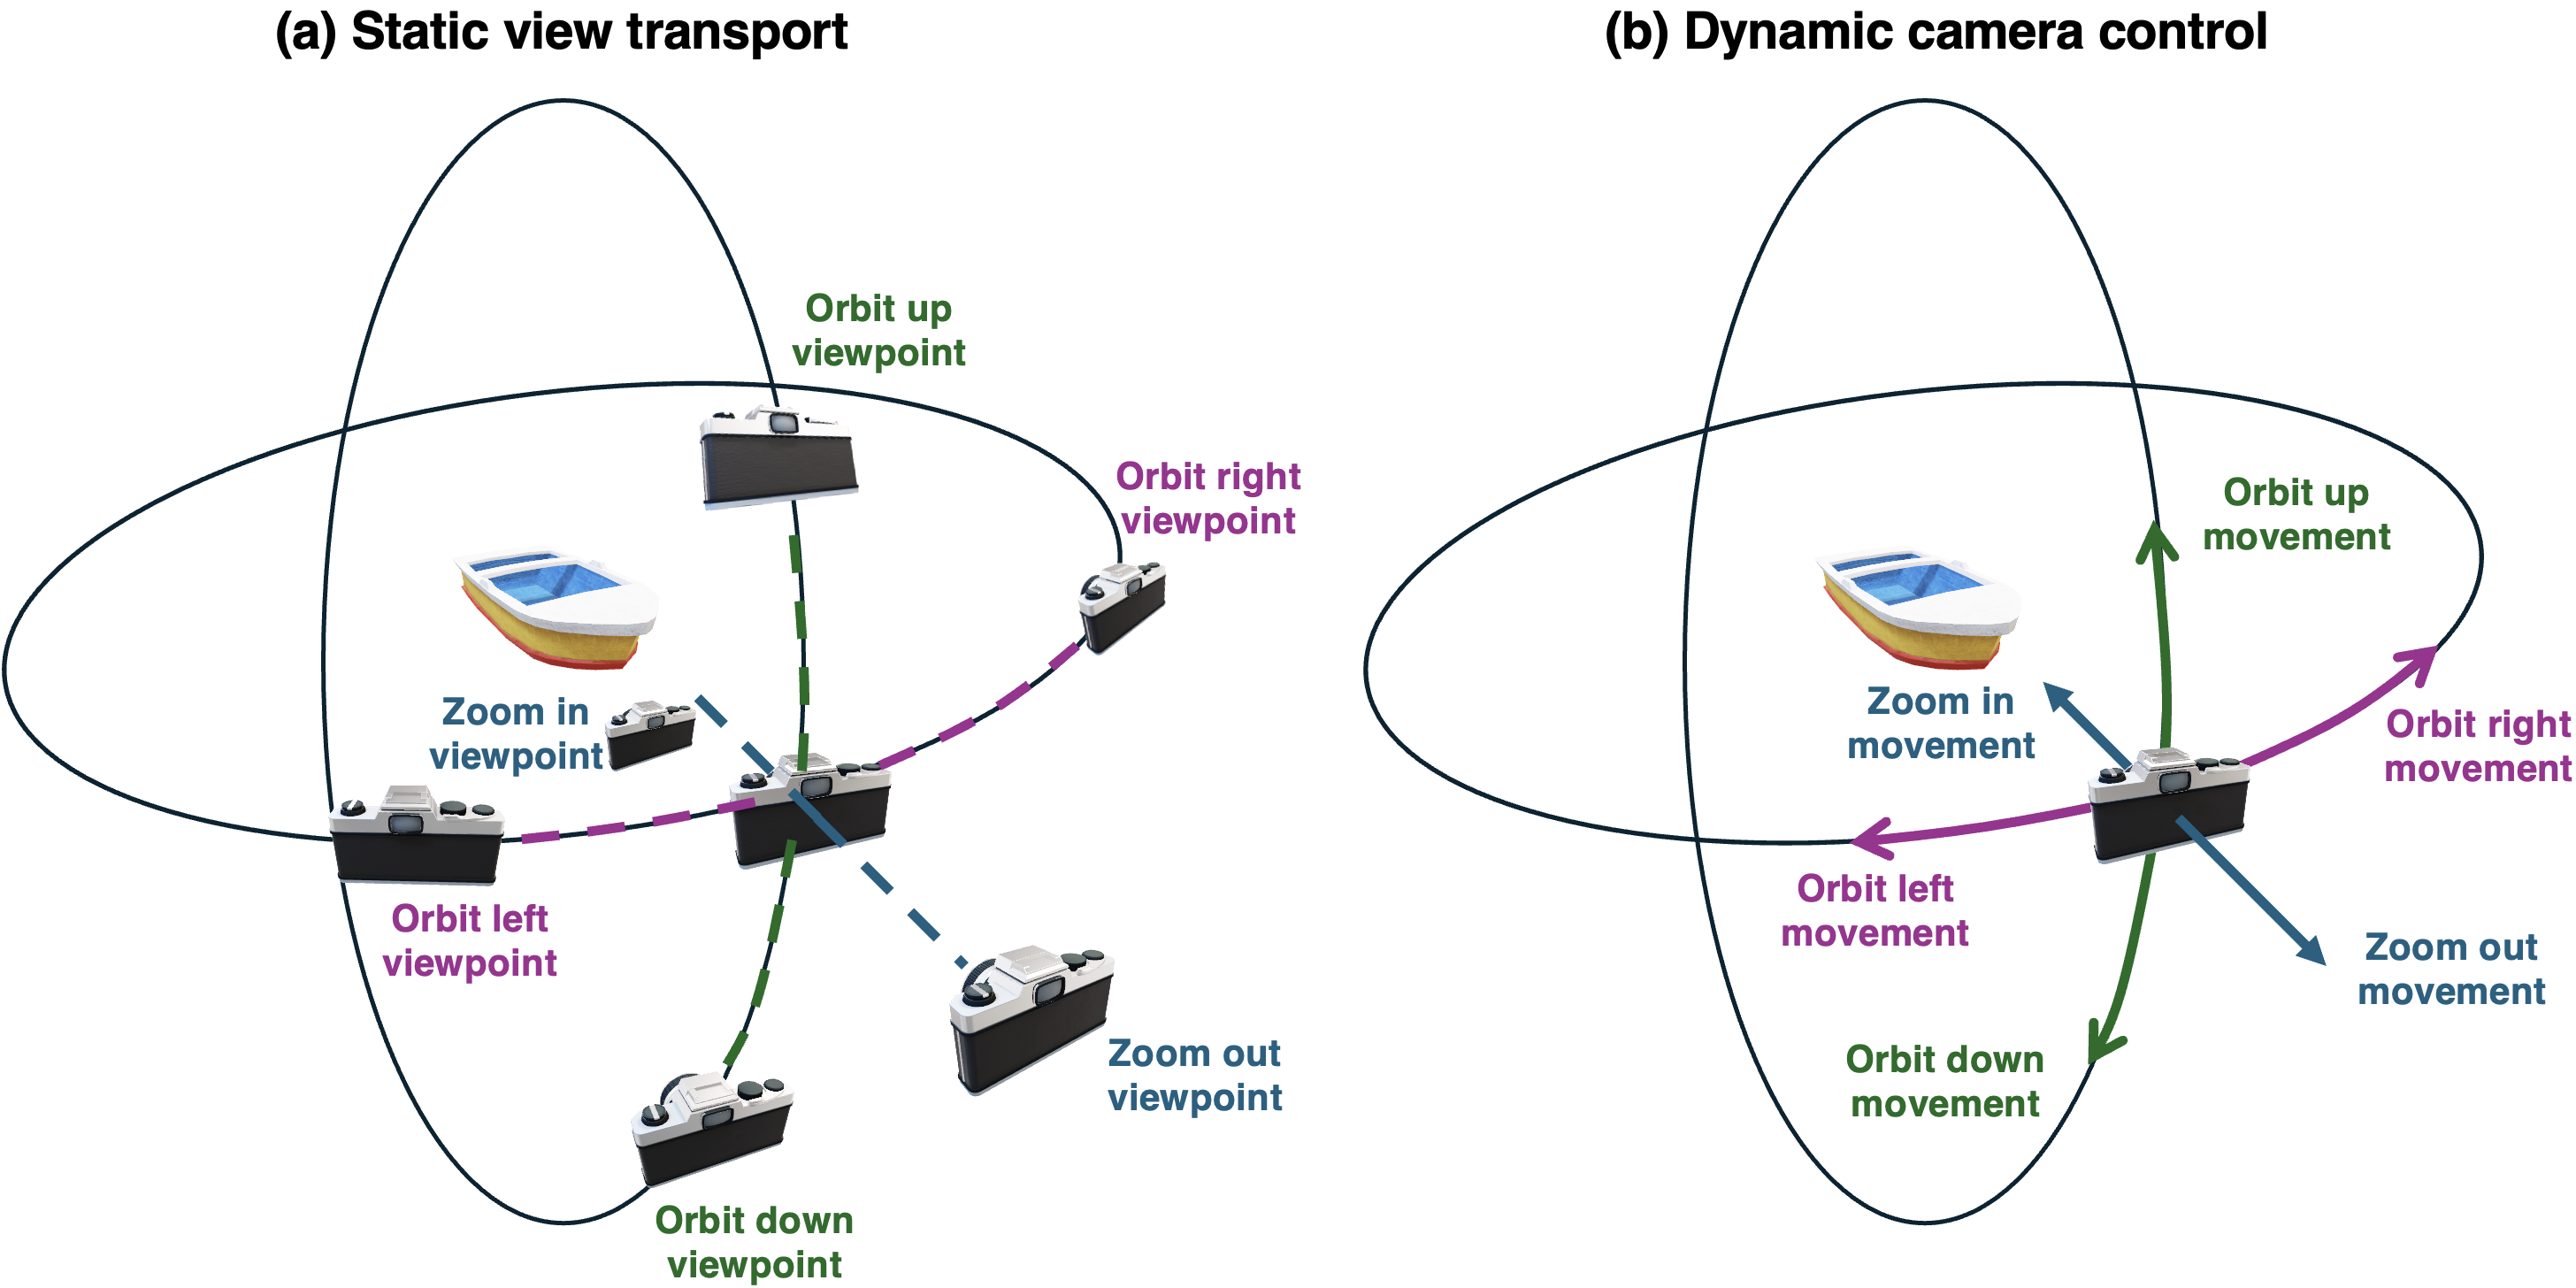 (a) Static view transport
Orbit up
viewpoint
Orbit right
viewpoint
Zoom in
viewpoint
Orbit left
viewpoint
Zoom out
viewpoint
Orbit down
viewpoint
(b) Dynamic camera control
Orbit up
movement
Zoom in
movement
Orbit right
movement
Orbit left
movement
Zoom out
movement
Orbit down
movement